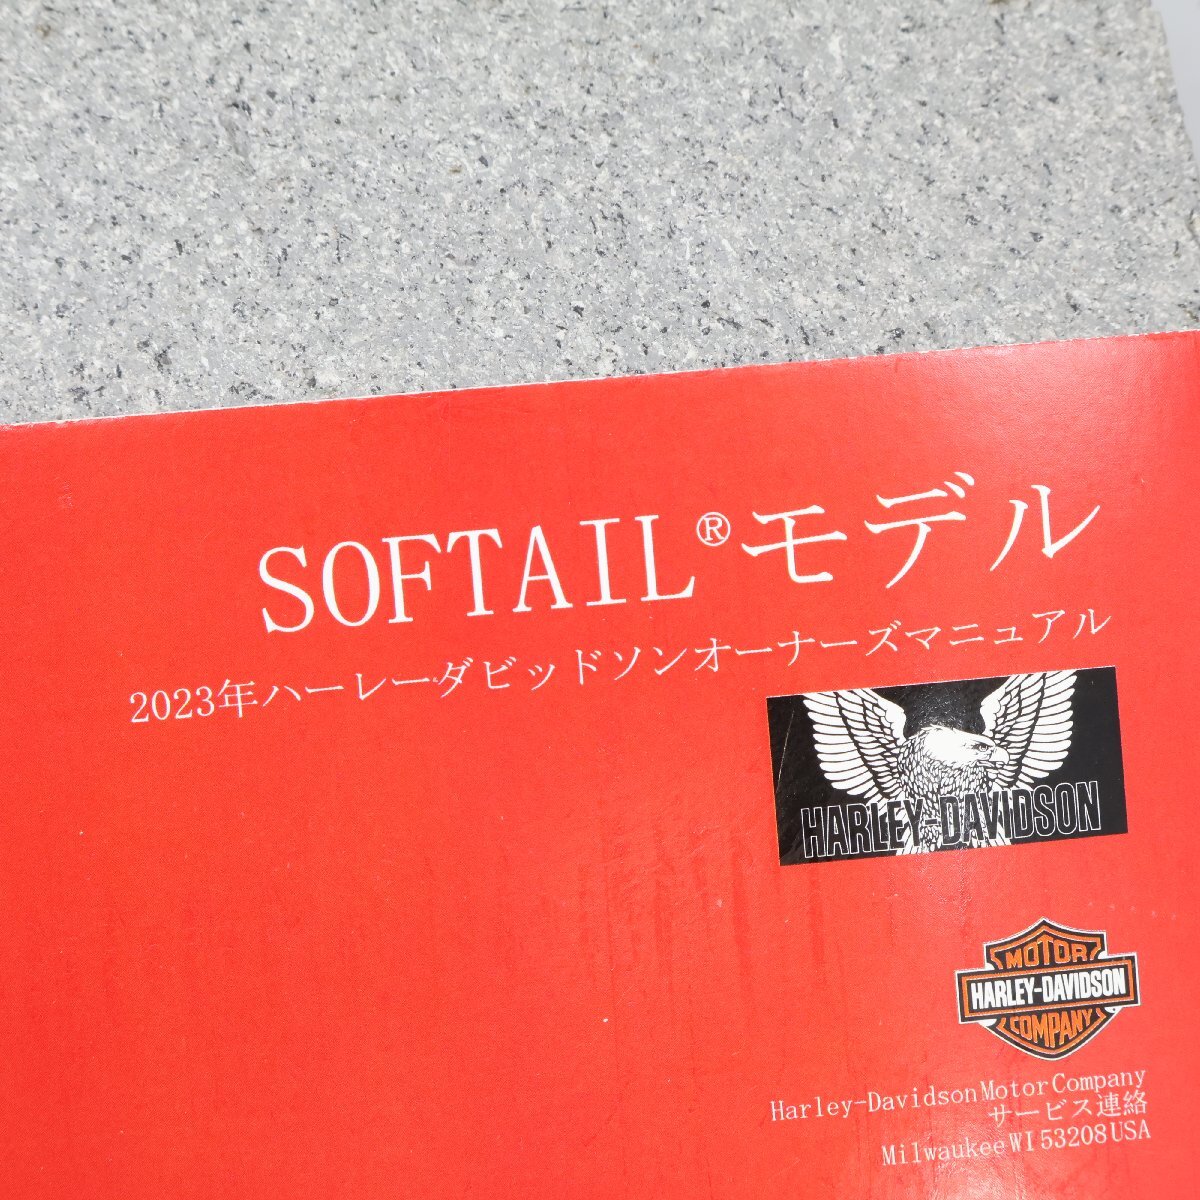 SOFTAIL®モデル
2023年ハーレーダビッドソンオーナーズマニュアル
HARLEY-DAVIDSON
MOTOR
HARLEY-DAVIDSON
COMPANY
Harley-Davidson Motor Company
サービス連絡
Milwaukee WI 53208 USA